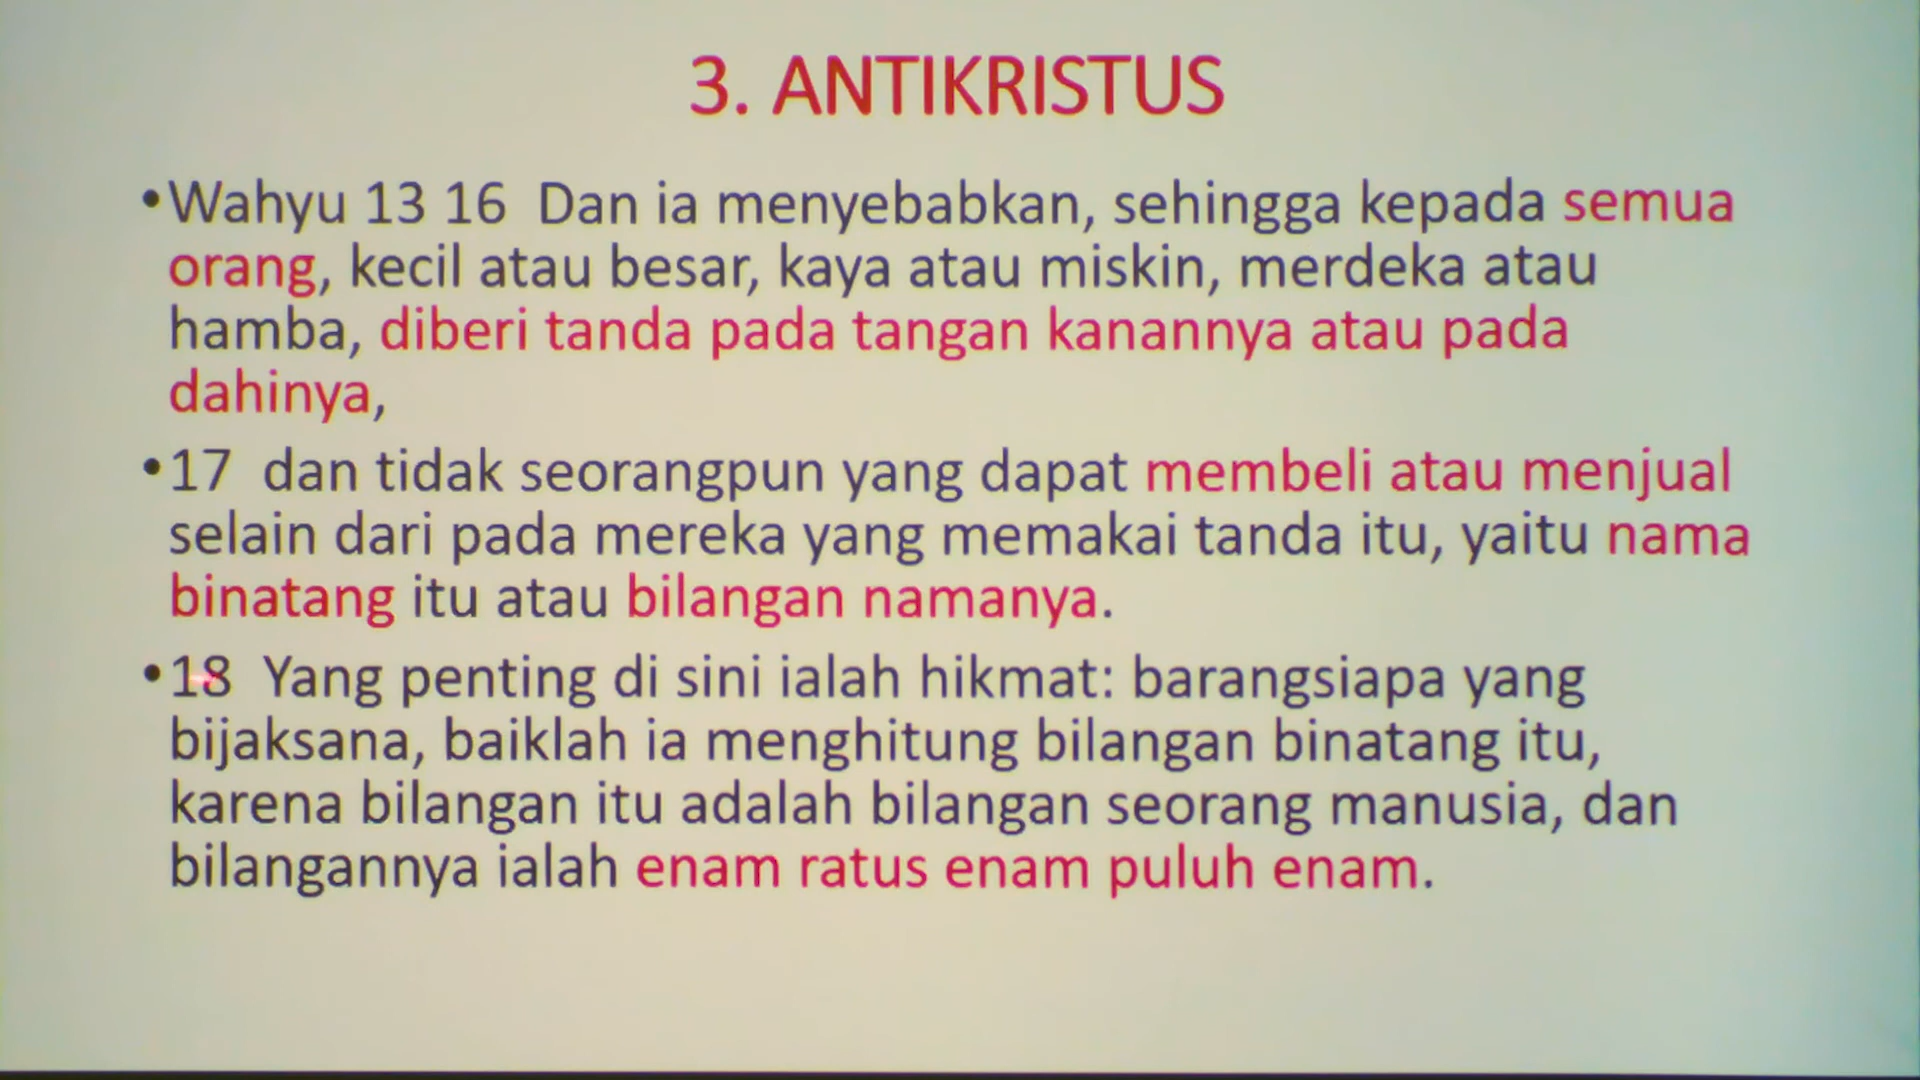 3. ANTIKRISTUS
•Wahyu 13 16  Dan ia menyebabkan, sehingga kepada semua
orang, kecil atau besar, kaya atau miskin, merdeka atau
hamba, diberi tanda pada tangan kanannya atau pada
dahinya,
•17  dan tidak seorangpun yang dapat membeli atau menjual
selain dari pada mereka yang memakai tanda itu, yaitu nama
binatang itu atau bilangan namanya.
•18  Yang penting di sini ialah hikmat: barangsiapa yang
bijaksana, baiklah ia menghitung bilangan binatang itu,
karena bilangan itu adalah bilangan seorang manusia, dan
bilangannya ialah enam ratus enam puluh enam.